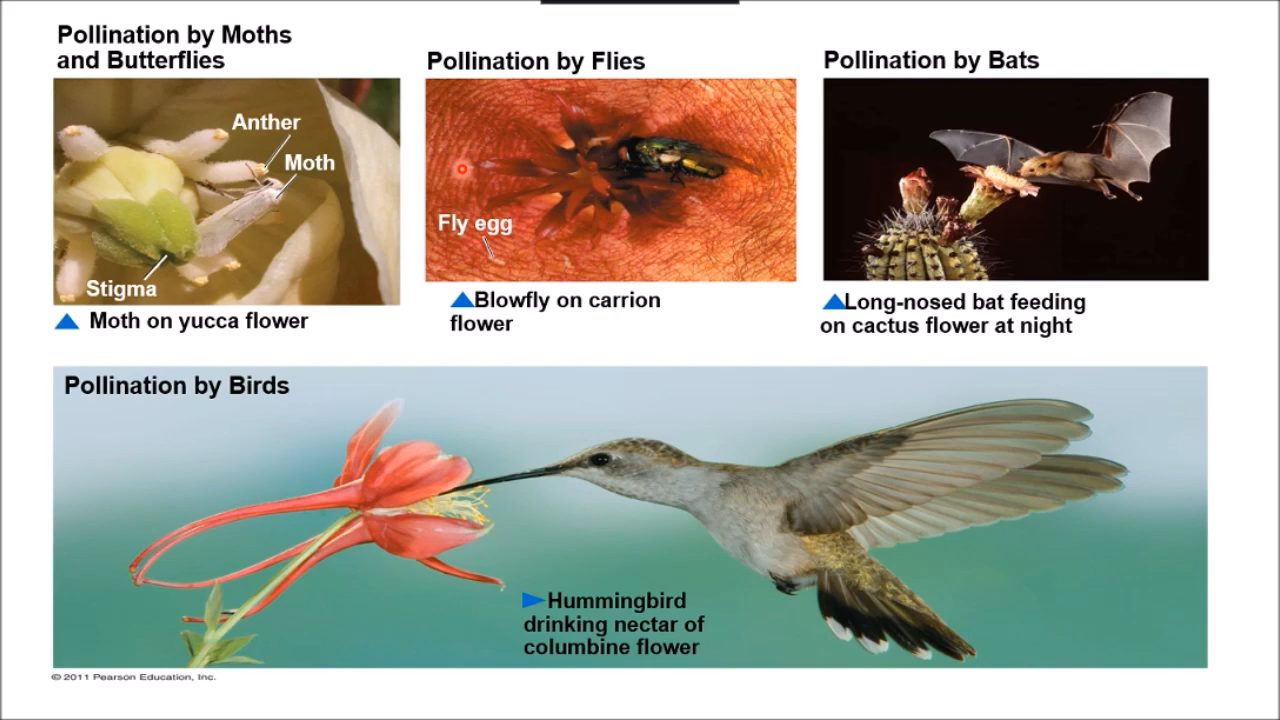 Pollination by Moths
and Butterflies
Anther
Moth
Stigma
Moth on yucca flower
Pollination by Flies
Fly egg
Blowfly on carrion
flower
Pollination by Bats
Long-nosed bat feeding
on cactus flower at night
Pollination by Birds
Hummingbird
drinking nectar of
columbine flower
© 2011 Pearson Education, Inc.